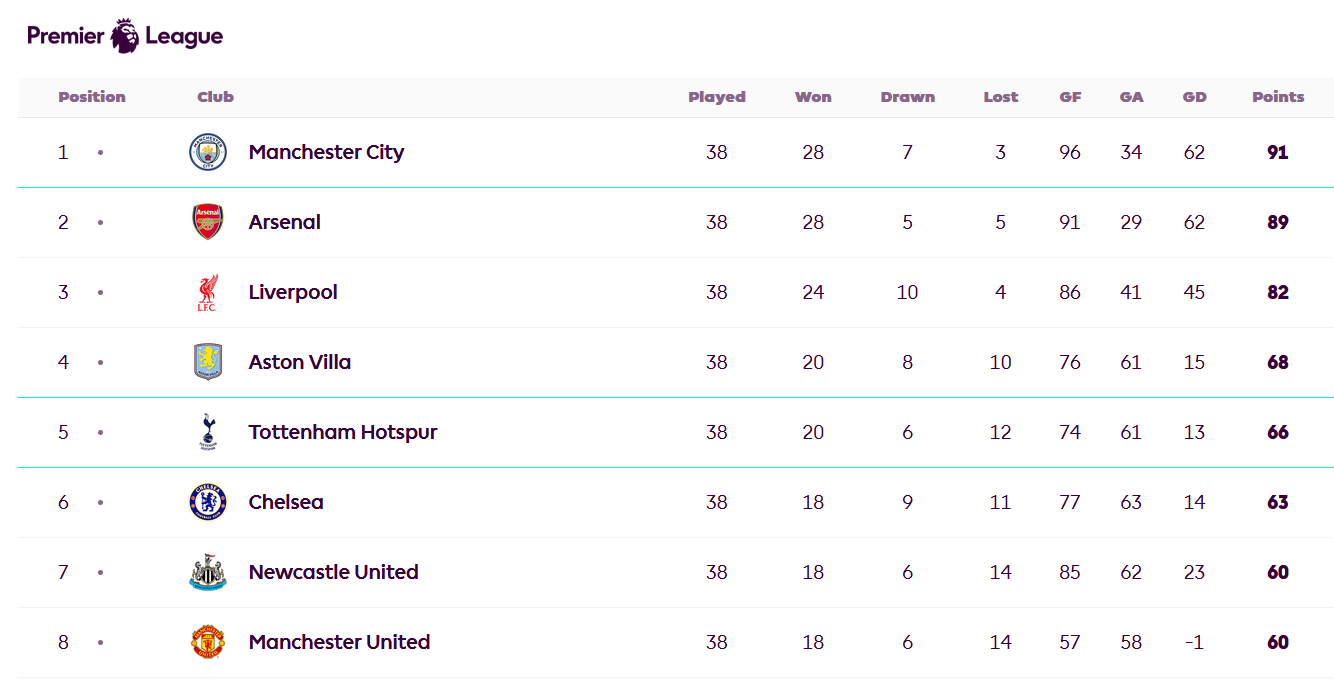 Premier League
Position Club Played Won Drawn Lost GF GA GD Points
1 Manchester City 38 28 7 3 96 34 62 91
2 Arsenal 38 28 5 5 91 29 62 89
3 Liverpool 38 24 10 4 86 41 45 82
4 Aston Villa 38 20 8 10 76 61 15 68
5 Tottenham Hotspur 38 20 6 12 74 61 13 66
6 Chelsea 38 18 9 11 77 63 14 63
7 Newcastle United 38 18 6 14 85 62 23 60
8 Manchester United 38 18 6 14 57 58 -1 60